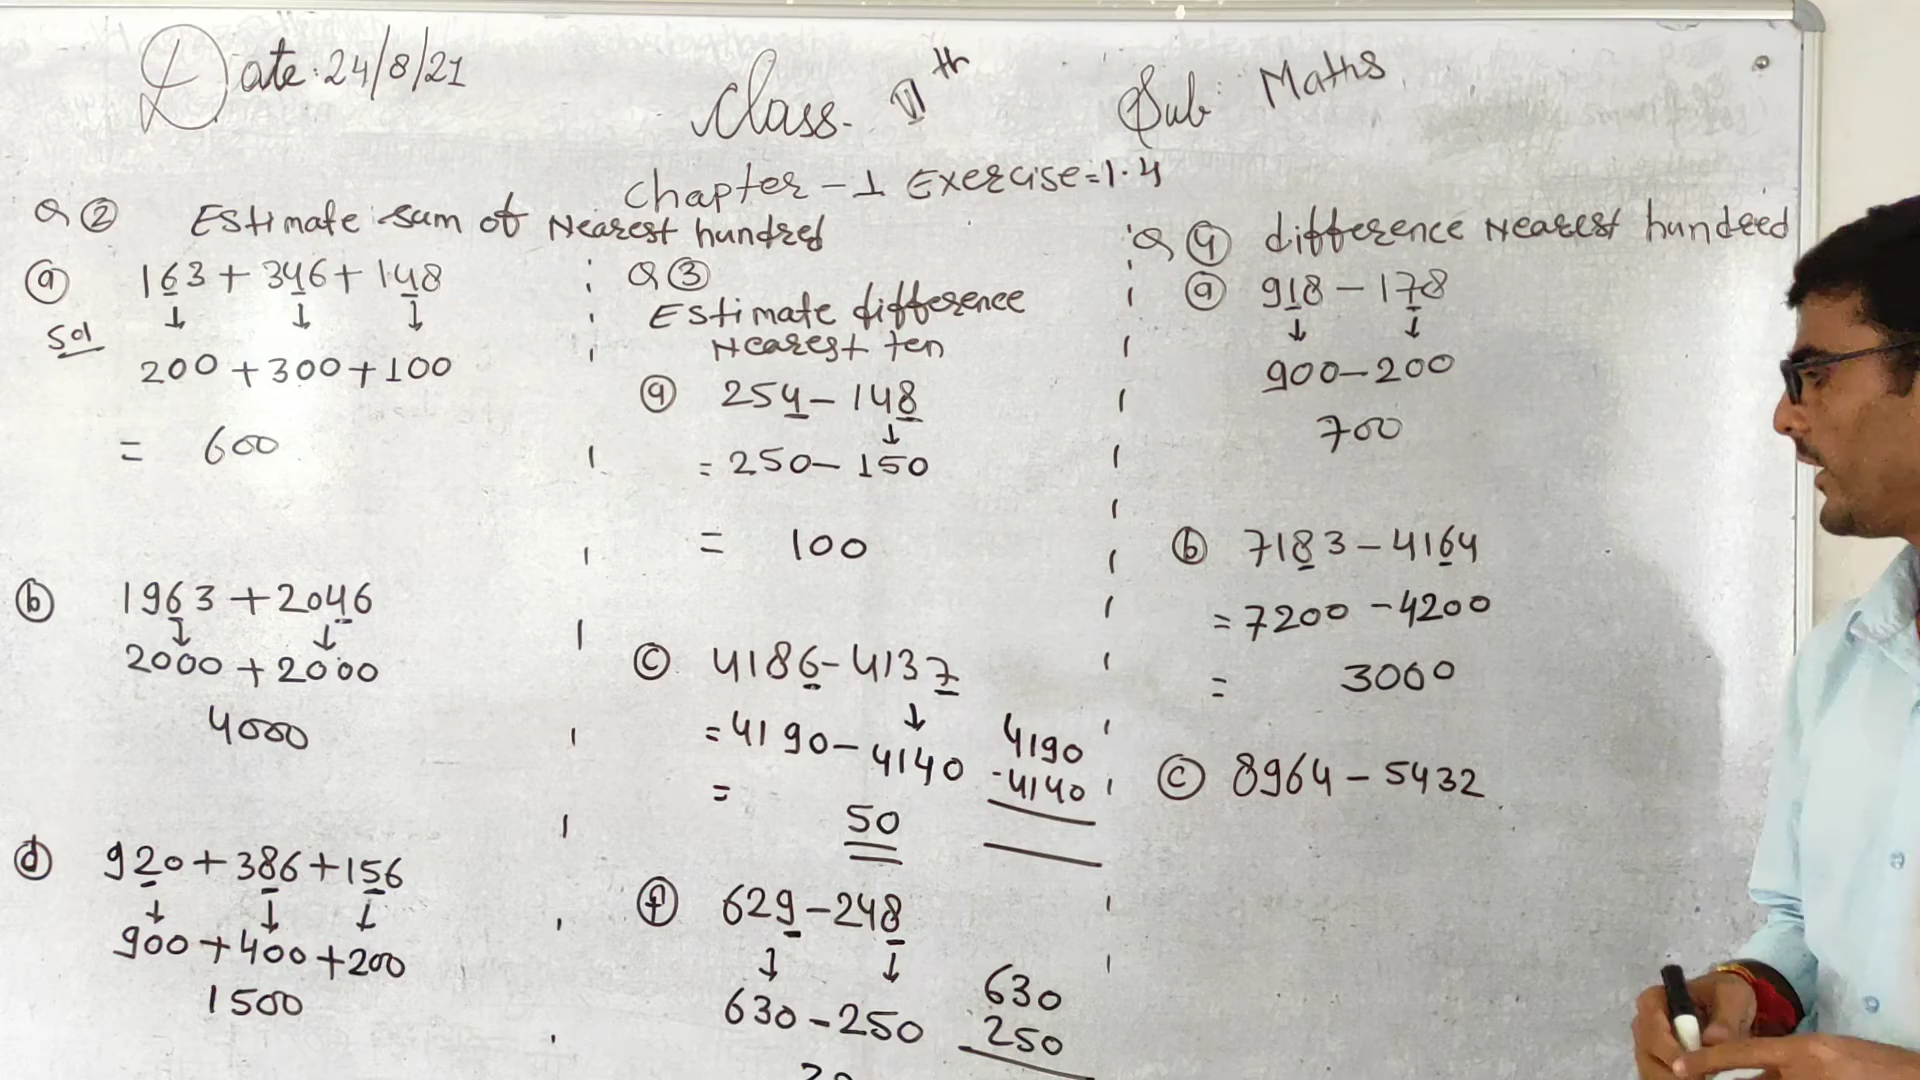 Date: 24/8/21
Class. VIth
Sub: Maths
Chapter - 1 Exercise = 1.4
Q ② Estimate sum of Nearest hundred
ⓐ 163 + 346 + 148
Sol
↓ ↓ ↓
200 + 300 + 100
= 600
ⓑ 1963 + 2046
↓ ↓
2000 + 2000
4000
ⓓ 920 + 386 + 156
↓ ↓ ↓
900 + 400 + 200
1500
Q ③
Estimate difference
Nearest ten
ⓐ 254 - 148
↓
= 250 - 150
= 100
ⓒ 4186 - 4137
↓
= 4190 - 4140
4190
-4140
= 50
ⓕ 629 - 248
↓ ↓
630 - 250
630
250
Q ④ difference Nearest hundred
ⓐ 918 - 178
↓ ↓
900 - 200
700
ⓑ 7183 - 4164
= 7200 - 4200
= 3000
ⓒ 8964 - 5432